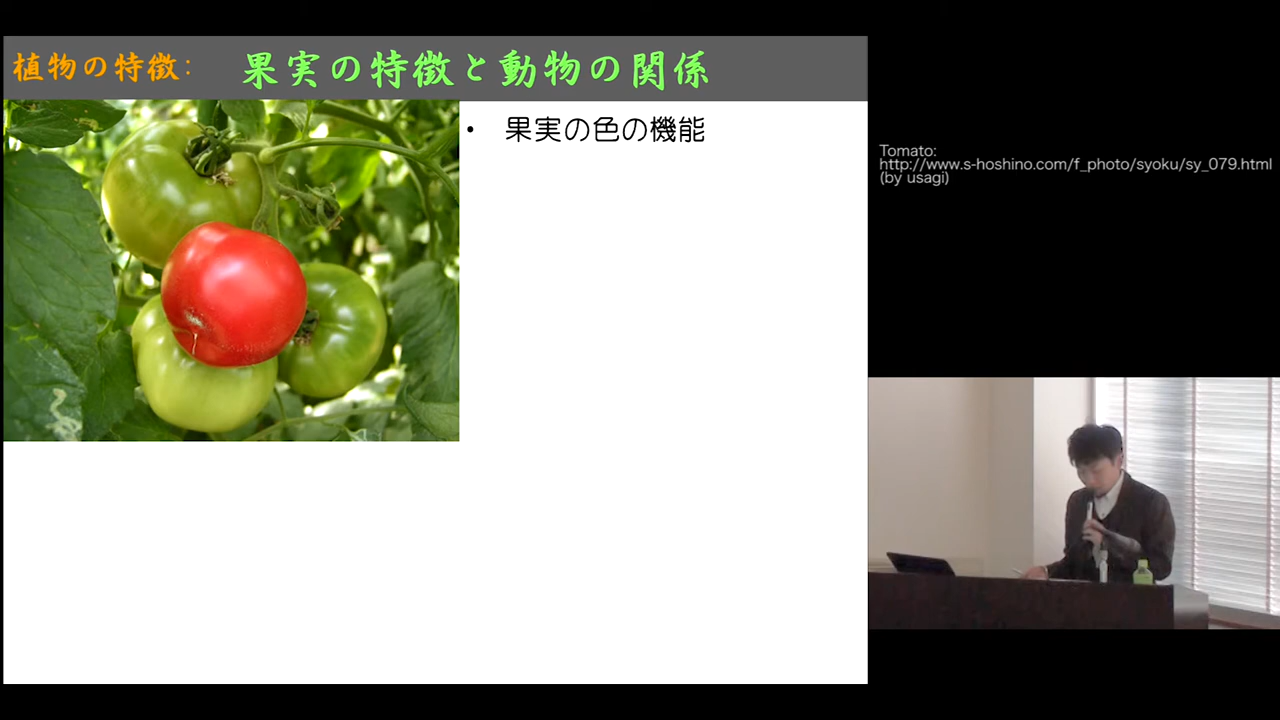 植物の特徴: 果実の特徴と動物の関係
• 果実の色の機能
Tomato:
http://www.s-hoshino.com/f_photo/syoku/sy_079.html
(by usagi)